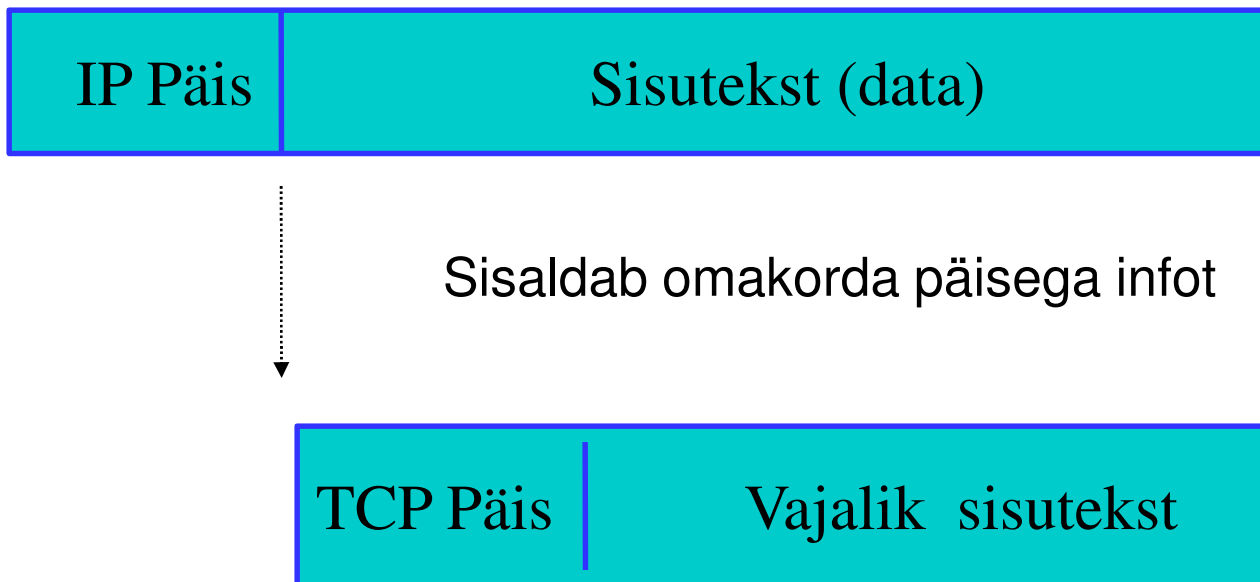 IP Päis Sisutekst (data)
Sisaldab omakorda päisega infot
TCP Päis Vajalik sisutekst